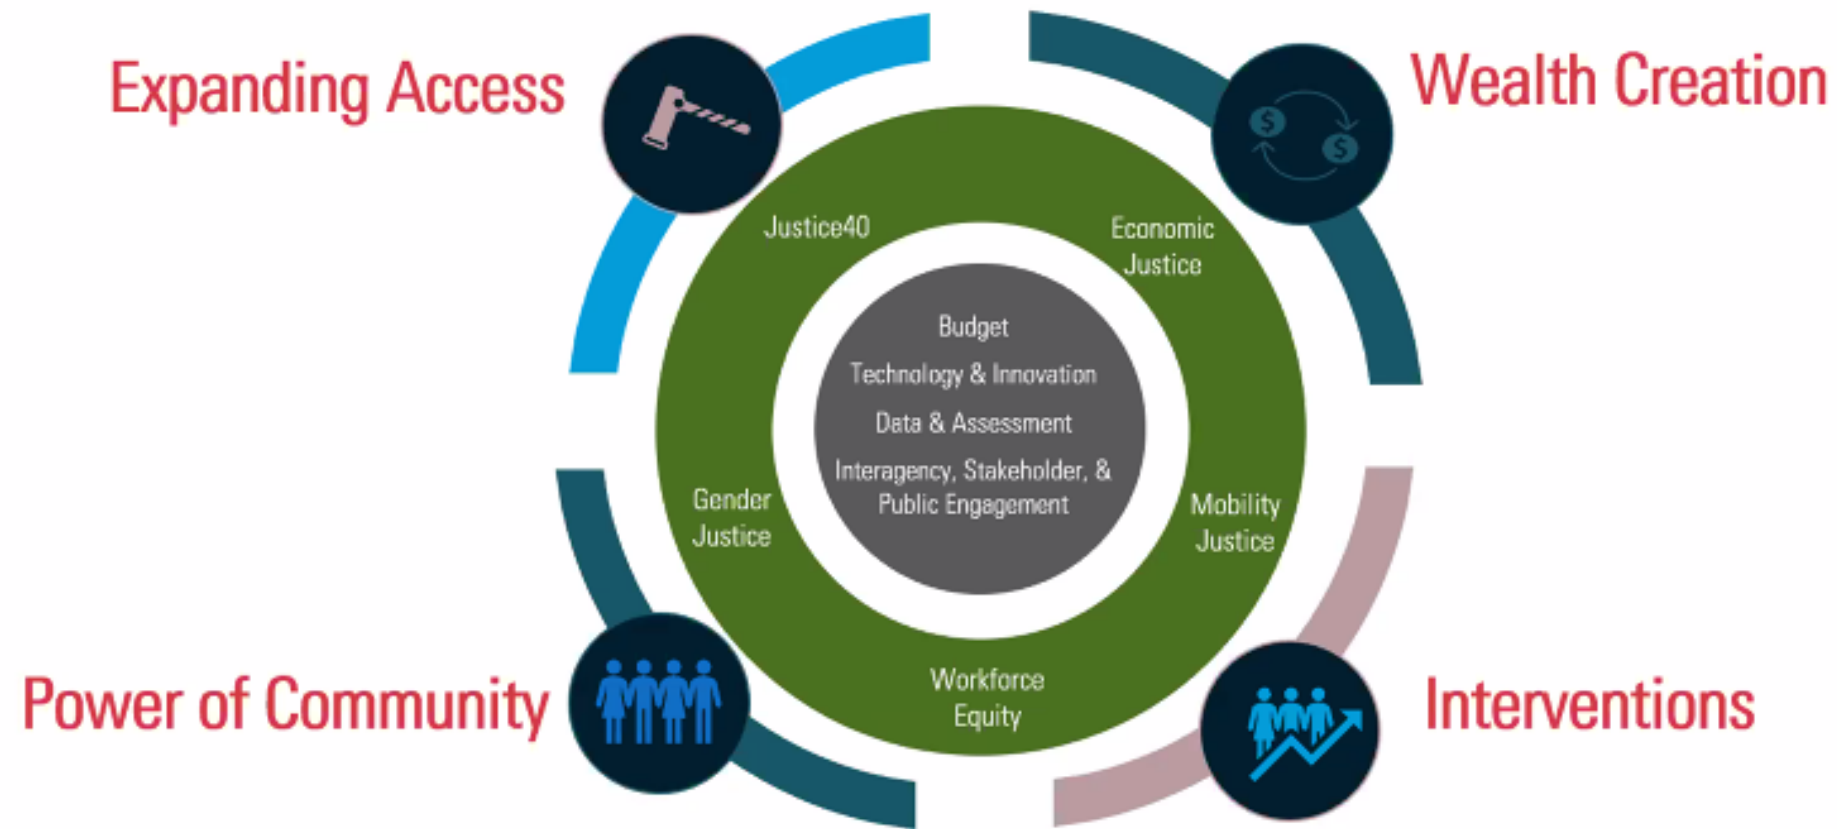 Expanding Access
Wealth Creation
Justice40
Economic
Justice
Budget
Technology & Innovation
Data & Assessment
Interagency, Stakeholder, &
Public Engagement
Gender
Justice
Mobility
Justice
Workforce
Equity
Power of Community
Interventions
$
$